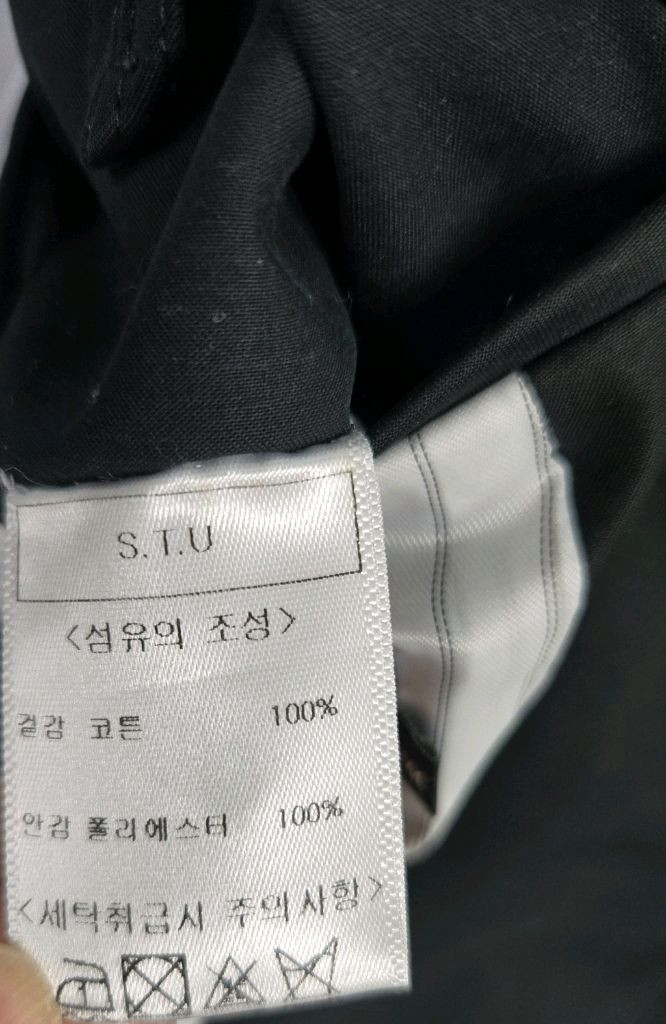 S.T.U
<섬유의 조성>
겉감 코튼 100%
안감 폴리에스터 100%
<세탁취급시 주의사항>